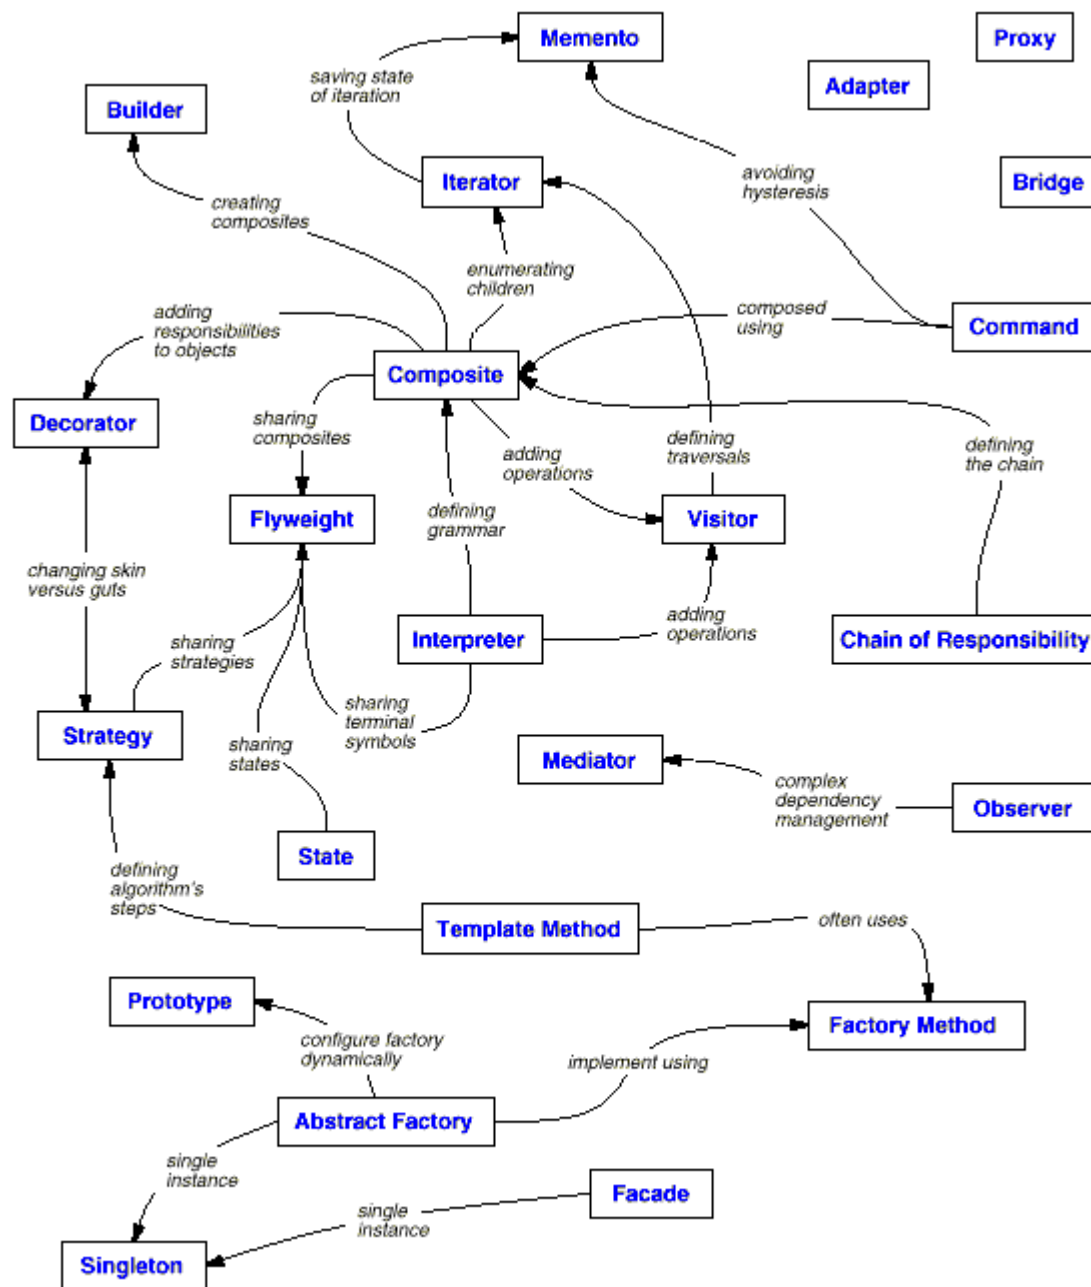 Memento
Proxy
saving state
of iteration
Adapter
Builder
avoiding
hysteresis
Iterator
Bridge
creating
composites
enumerating
children
adding
responsibilities
to objects
composed
using
Command
Composite
Decorator
sharing
composites
adding
operations
defining
traversals
defining
the chain
Flyweight
defining
grammar
Visitor
changing skin
versus guts
sharing
strategies
Interpreter
adding
operations
Chain of Responsibility
sharing
terminal
symbols
Strategy
sharing
states
Mediator
complex
dependency
management
Observer
State
defining
algorithm's
steps
Template Method
often uses
Prototype
Factory Method
configure factory
dynamically
implement using
Abstract Factory
single
instance
Facade
single
instance
Singleton